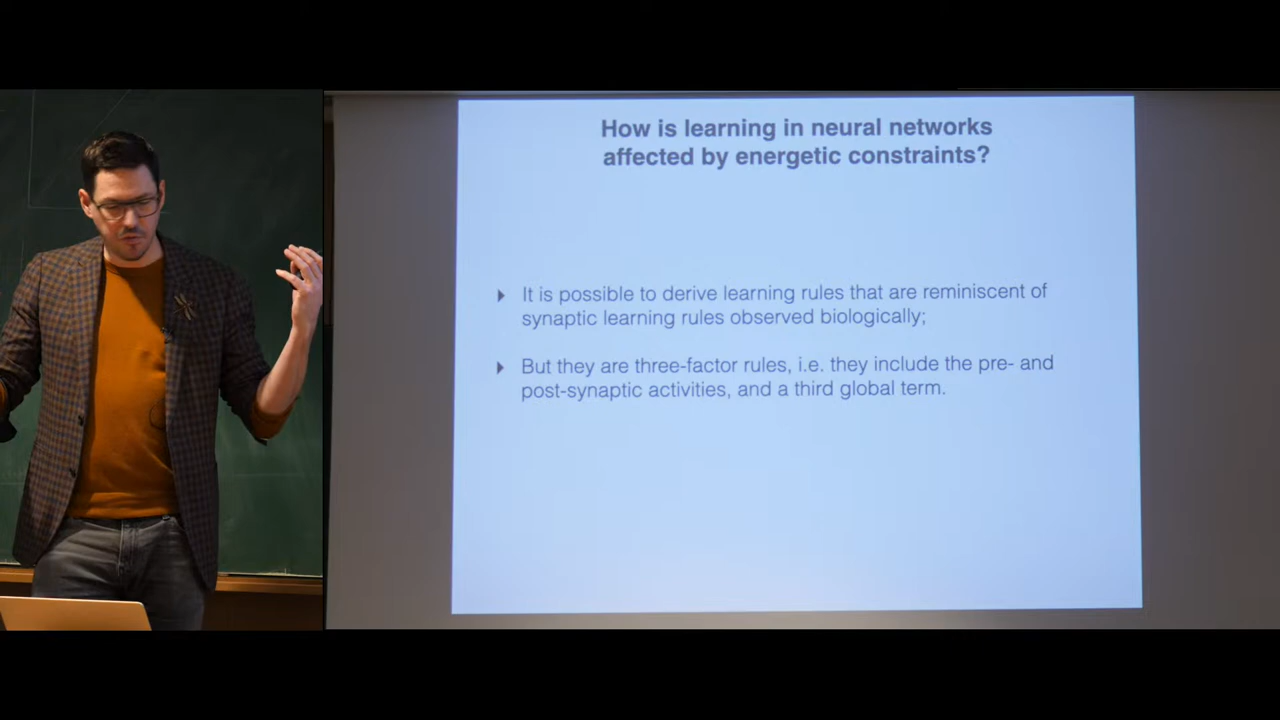 How is learning in neural networks
affected by energetic constraints?
It is possible to derive learning rules that are reminiscent of
synaptic learning rules observed biologically;
But they are three-factor rules, i.e. they include the pre- and
post-synaptic activities, and a third global term.